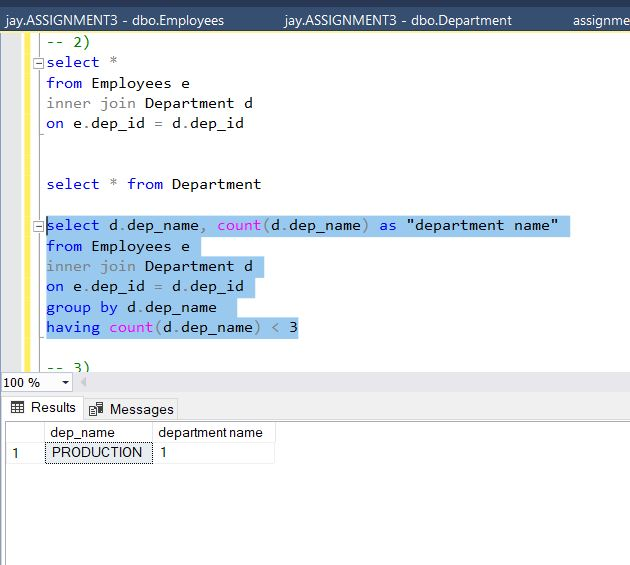 jay.ASSIGNMENT3 - dbo.Employees jay.ASSIGNMENT3 - dbo.Department assignme
-- 2)
select *
from Employees e
inner join Department d
on e.dep_id = d.dep_id
select * from Department
select d.dep_name, count(d.dep_name) as "department name"
from Employees e
inner join Department d
on e.dep_id = d.dep_id
group by d.dep_name
having count(d.dep_name) < 3
-- 3)
100 %
Results Messages
dep_name department name
1 PRODUCTION 1